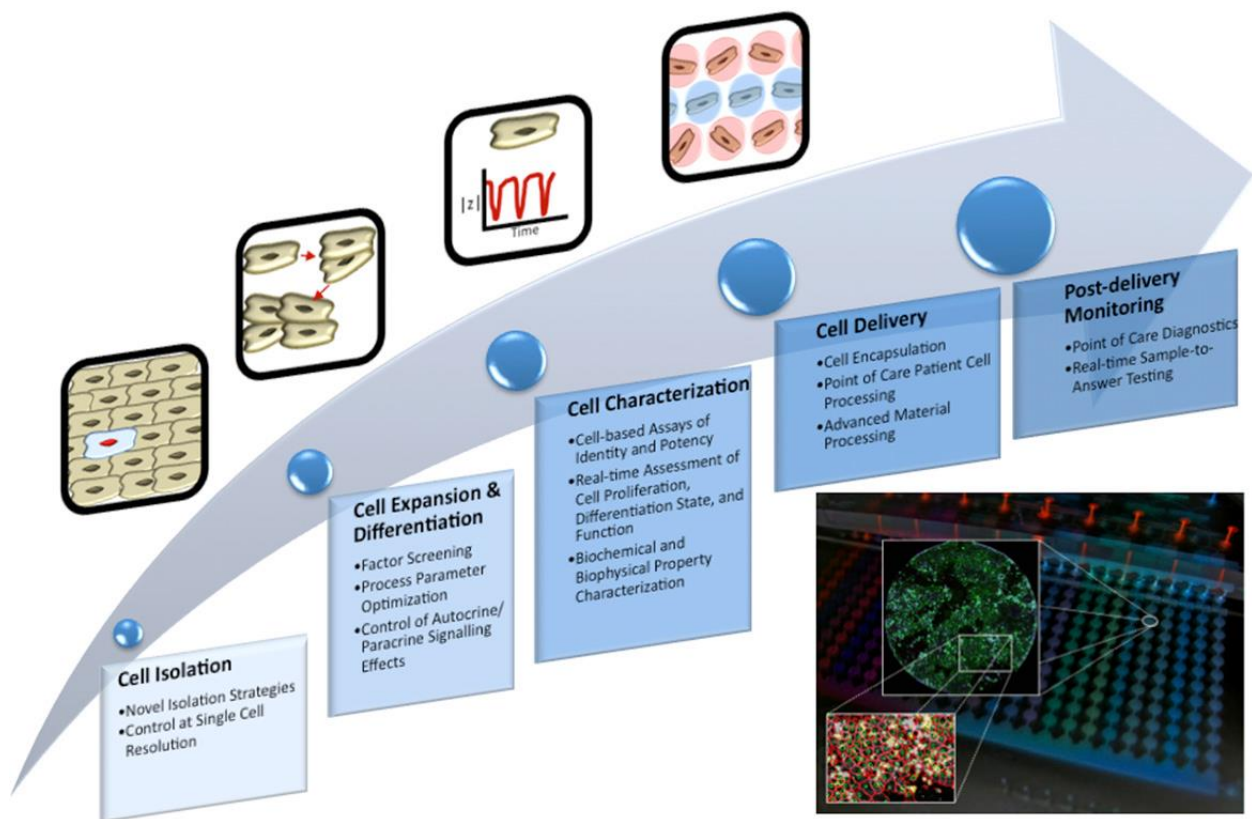 |z|
Time
Cell Isolation
•Novel Isolation Strategies
•Control at Single Cell
Resolution
Cell Expansion &
Differentiation
•Factor Screening
•Process Parameter
Optimization
•Control of Autocrine/
Paracrine Signalling
Effects
Cell Characterization
•Cell-based Assays of
Identity and Potency
•Real-time Assessment of
Cell Proliferation,
Differentiation State, and
Function
•Biochemical and
Biophysical Property
Characterization
Cell Delivery
•Cell Encapsulation
•Point of Care Patient Cell
Processing
•Advanced Material
Processing
Post-delivery
Monitoring
•Point of Care Diagnostics
•Real-time Sample-to-
Answer Testing